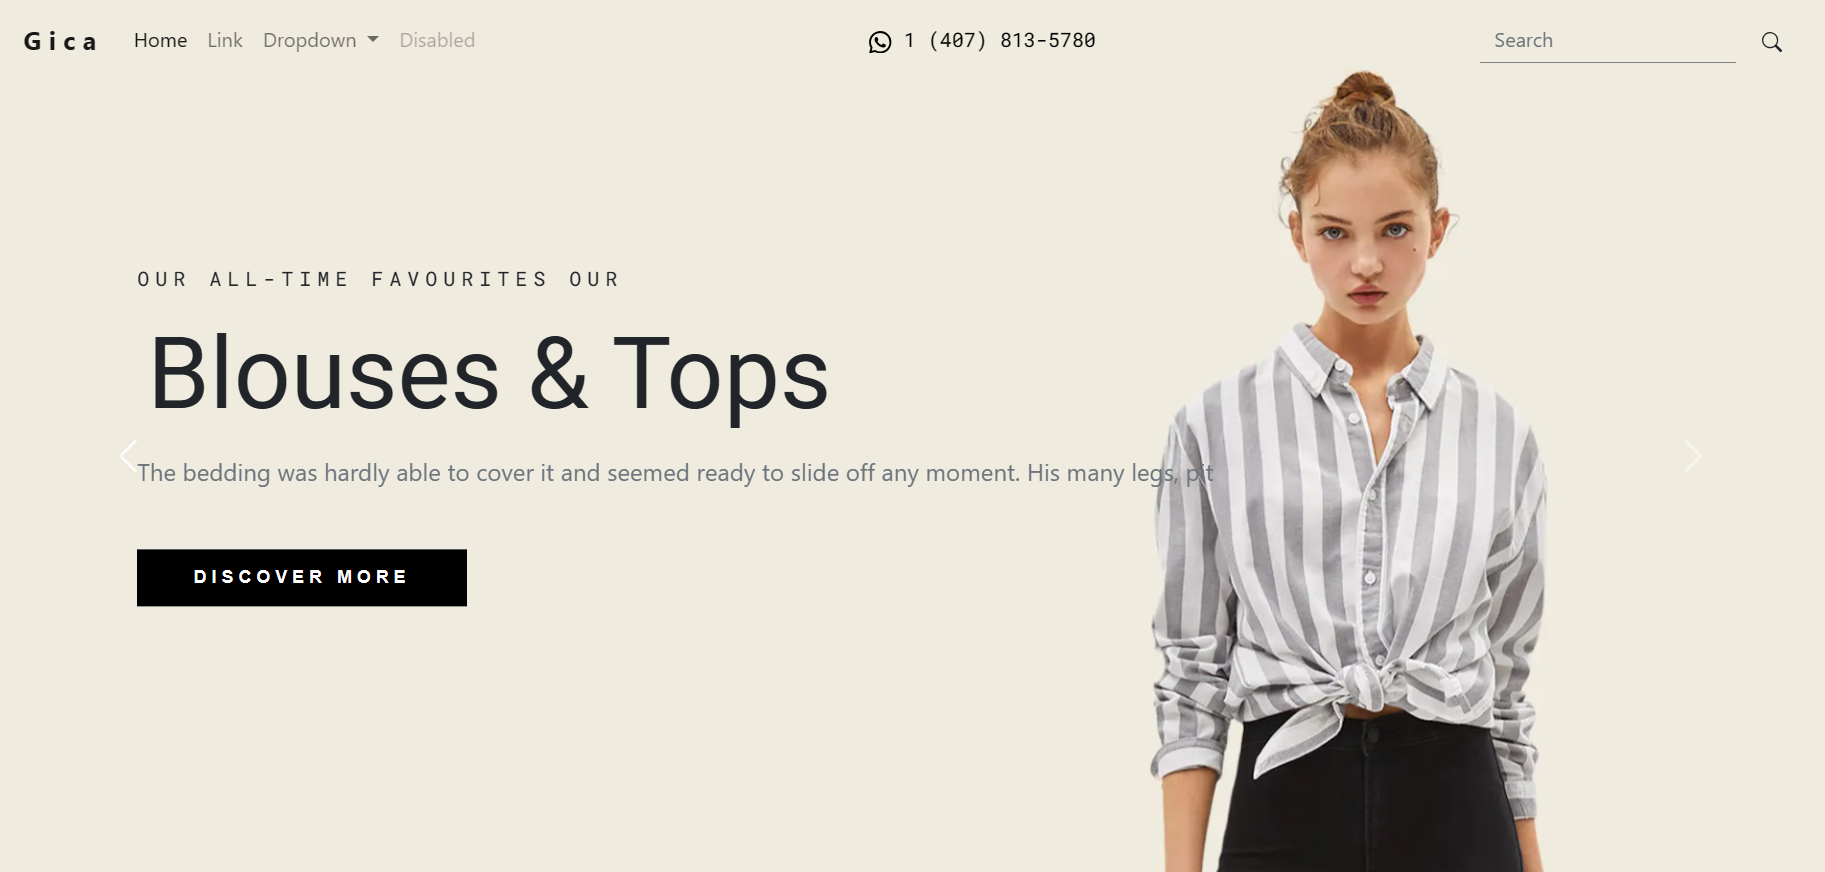 Gica Home Link Dropdown Disabled 1 (407) 813-5780 Search
OUR ALL-TIME FAVOURITES OUR
Blouses & Tops
The bedding was hardly able to cover it and seemed ready to slide off any moment. His many legs, pit
DISCOVER MORE